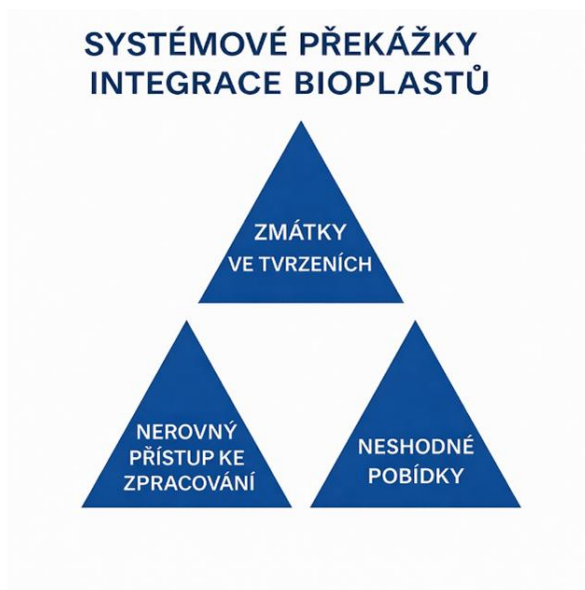 SYSTÉMOVÉ PŘEKÁŽKY
INTEGRACE BIOPLASTŮ
ZMÁTKY
VE TVRZENÍCH
NEROVNÝ
PŘÍSTUP KE
ZPRACOVÁNÍ
NESHODNÉ
POBÍDKY